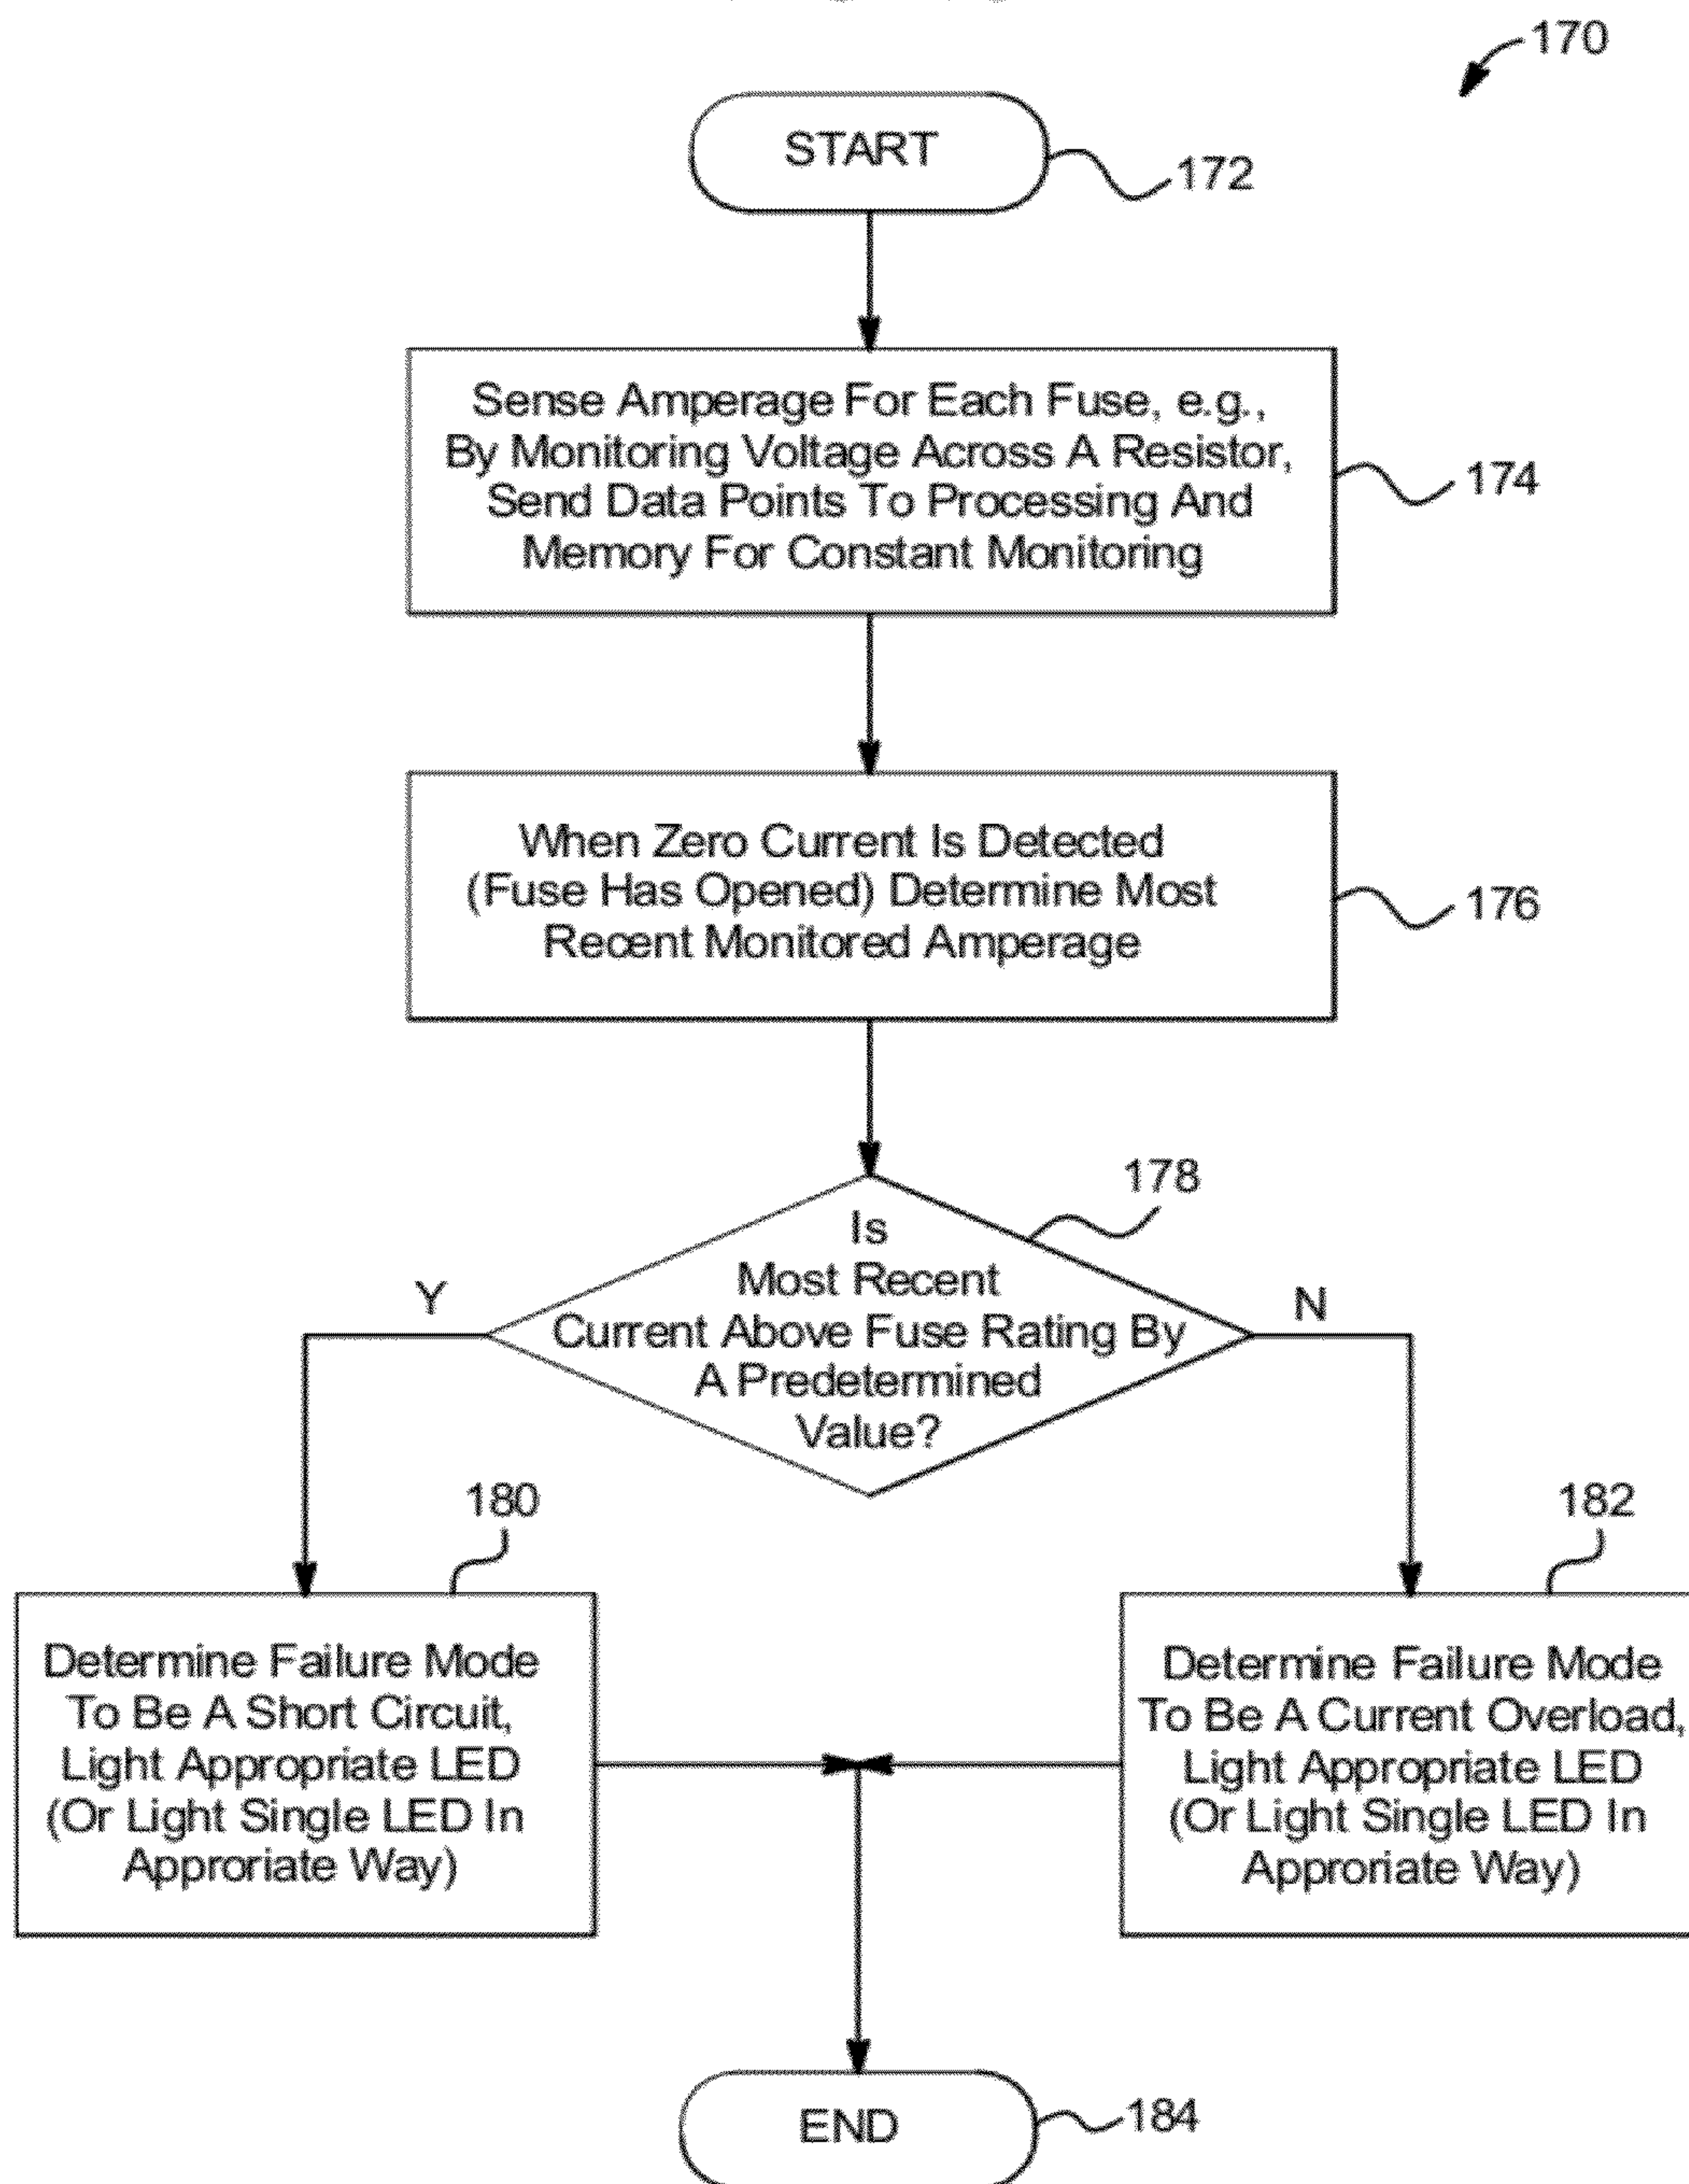 170
START
172
Sense Amperage For Each Fuse, e.g.,
By Monitoring Voltage Across A Resistor,
Send Data Points To Processing And
Memory For Constant Monitoring
174
When Zero Current Is Detected
(Fuse Has Opened) Determine Most
Recent Monitored Amperage
176
178
Is
Most Recent
Current Above Fuse Rating By
A Predetermined
Value?
Y
N
180
182
Determine Failure Mode
To Be A Short Circuit,
Light Appropriate LED
(Or Light Single LED In
Approriate Way)
Determine Failure Mode
To Be A Current Overload,
Light Appropriate LED
(Or Light Single LED In
Approriate Way)
END
184